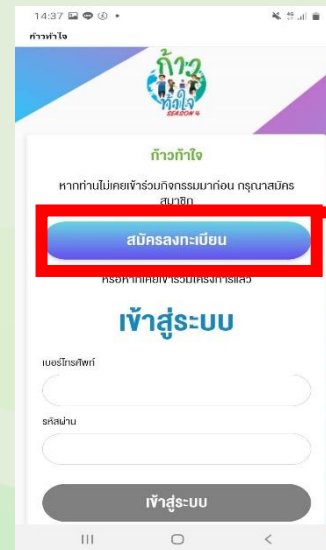 14:37
ก้าวท้าใจ
ก้าว
ท้าใจ
ก้าวท้าใจ
หากท่านไม่เคยเข้าร่วมกิจกรรมมาก่อน กรุณาสมัคร
สมาชิก
สมัครลงทะเบียน
หรือหากเคยเข้าร่วมโครงการแล้ว
เข้าสู่ระบบ
เบอร์โทรศัพท์
รหัสผ่าน
เข้าสู่ระบบ